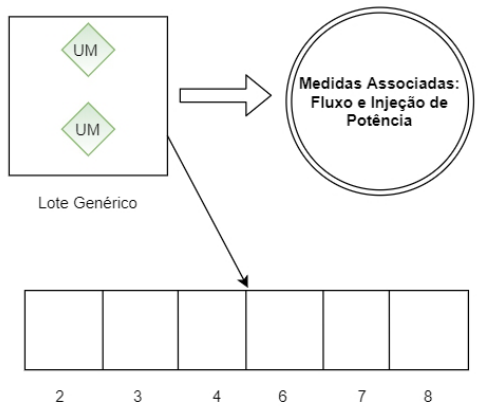 UM
UM
Medidas Associadas:
Fluxo e Injeção de
Potência
Lote Genérico
2 3 4 6 7 8